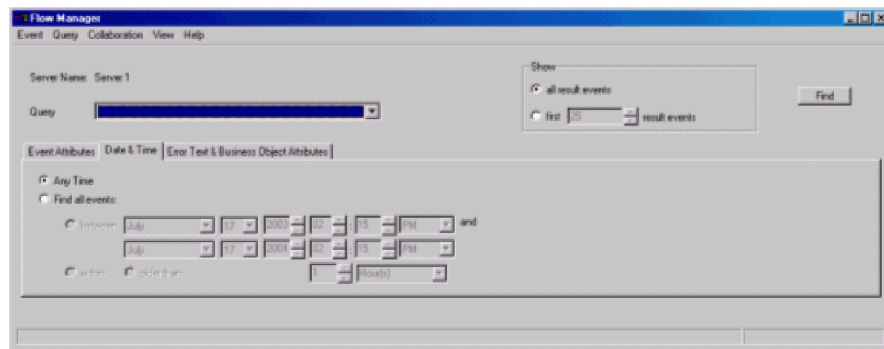 Flow Manager
Event Query Collaboration View Help
Server Name: Server 1
Query
Show
all result events
first 25 result events
Find
Event Attributes Date & Time Error Text & Business Object Attributes
Any Time
Find all events:
between July 17 2003 02 : 15 PM and
July 17 2004 02 : 15 PM
within older than 1 Hour(s)